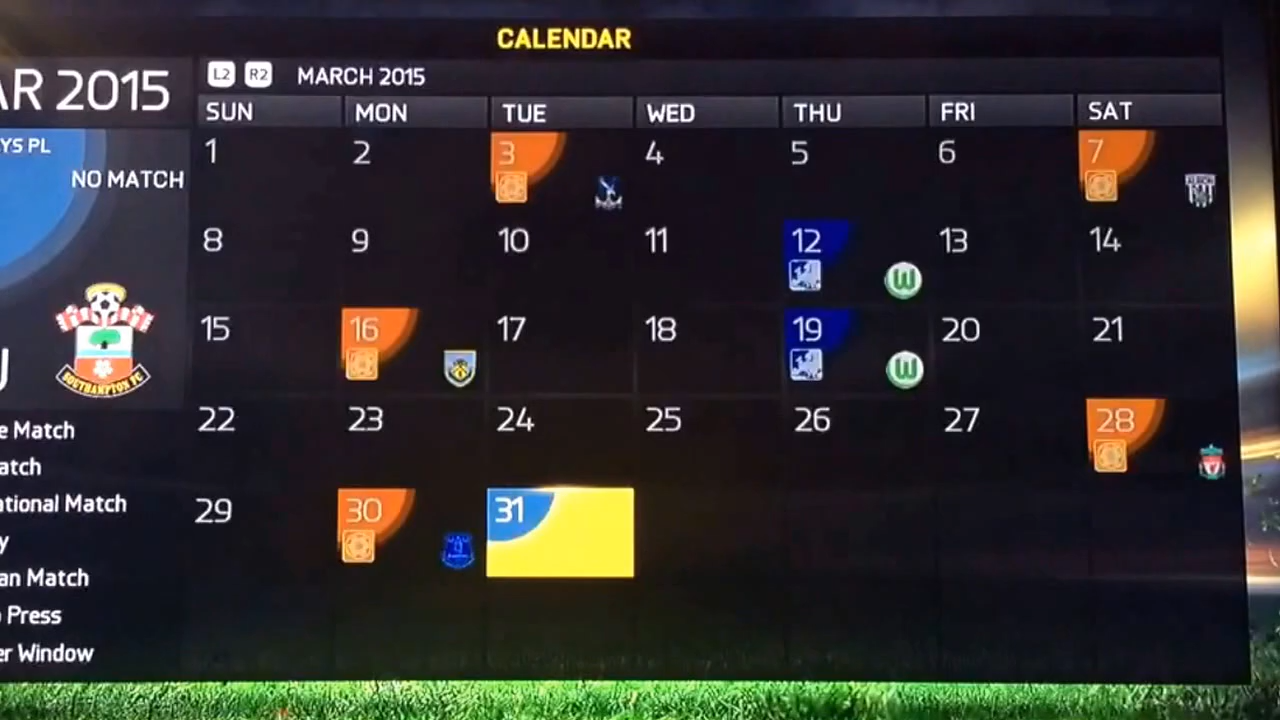 CALENDAR
AR 2015
L2 R2 MARCH 2015
SUN MON TUE WED THU FRI SAT
YS PL
NO MATCH
1 2 3 4 5 6 7
8 9 10 11 12 13 14
W
15 16 17 18 19 20 21
W
U
SOUTHAMPTON FC
22 23 24 25 26 27 28
29 30 31
e Match
atch
ational Match
y
an Match
o Press
er Window